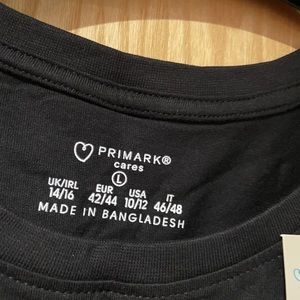 PRIMARK®
cares
L
UK/IRL EUR USA IT
14/16 42/44 10/12 46/48
MADE IN BANGLADESH